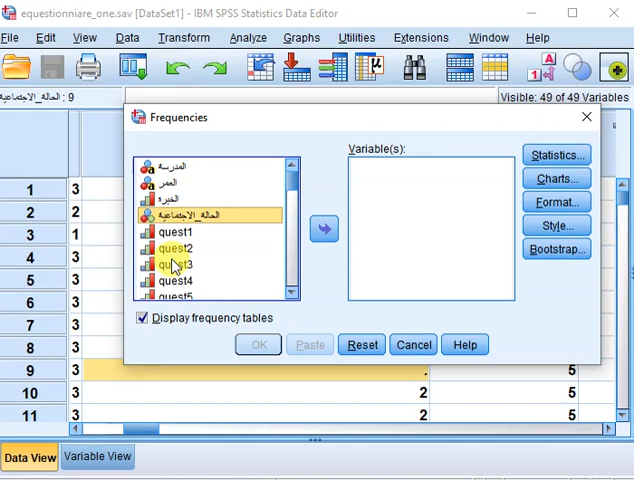 equestionniare_one.sav [DataSet1] - IBM SPSS Statistics Data Editor
File Edit View Data Transform Analyze Graphs Utilities Extensions Window Help
9 : الحالة_الاجتماعية
Visible: 49 of 49 Variables
Frequencies
Variable(s):
المدرسة
العمر
الخبرة
الحالة_الاجتماعية
quest1
quest2
quest3
quest4
quest5
Statistics...
Charts...
Format...
Style...
Bootstrap...
Display frequency tables
OK Paste Reset Cancel Help
1 3
2 2
3 1
4 3
5 3
6 3
7 3
8 3
9 3 . 5
10 3 2 5
11 3 2 5
Data View Variable View